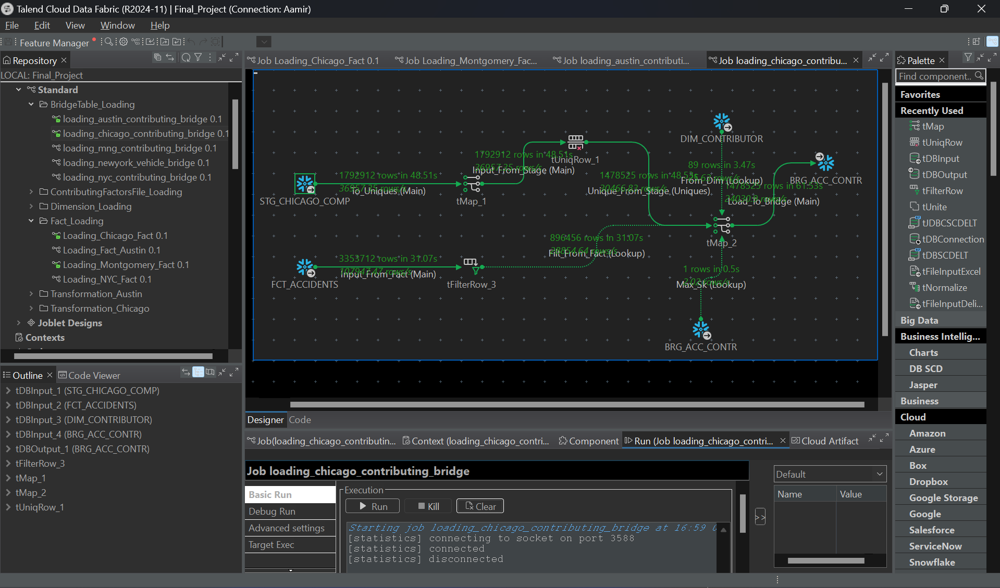 Talend Cloud Data Fabric (R2024-11) | Final_Project (Connection: Aamir)
File Edit View Window Help
Feature Manager
Repository
LOCAL: Final_Project
Standard
BridgeTable_Loading
loading_austin_contributing_bridge 0.1
loading_chicago_contributing_bridge 0.1
loading_mng_contributing_bridge 0.1
loading_newyork_vehicle_bridge 0.1
loading_nyc_contributing_bridge 0.1
ContributingFactorsFile_Loading
Dimension_Loading
Fact_Loading
Loading_Chicago_Fact 0.1
Loading_Fact_Austin 0.1
Loading_Montgomery_Fact 0.1
Loading_NYC_Fact 0.1
Transformation_Austin
Transformation_Chicago
Joblet Designs
Contexts
Outline Code Viewer
tDBInput_1 (STG_CHICAGO_COMP)
tDBInput_2 (FCT_ACCIDENTS)
tDBInput_3 (DIM_CONTRIBUTOR)
tDBInput_4 (BRG_ACC_CONTR)
tDBOutput_1 (BRG_ACC_CONTR)
tFilterRow_3
tMap_1
tMap_2
tUniqRow_1
Job Loading_Chicago_Fact 0.1 Job Loading_Montgomery_Fac... Job loading_austin_contributi... Job loading_chicago_contribu...
DIM_CONTRIBUTOR
1792912 rows in 48.51s
36957.35 rows/s
Input_From_Stage (Main)
tUniqRow_1
89 rows in 3.47s
From_Dim (Lookup)
BRG_ACC_CONTR
1792912 rows in 48.51s
36957.35 rows/s
To_Uniques (Main)
STG_CHICAGO_COMP
tMap_1
1478525 rows in 48.53s
30466.83 rows/s
Unique_From_Stage (Uniques)
1478525 rows in 61.53s
24030.0 rows/s
Load_To_Bridge (Main)
tMap_2
896456 rows in 31.07s
28854.64 rows/s
Filt_From_Fact (Lookup)
3353712 rows in 31.07s
107947.47 rows/s
Input_From_Fact (Main)
FCT_ACCIDENTS
tFilterRow_3
1 rows in 0.5s
2.02 rows/s
Max_Sk (Lookup)
BRG_ACC_CONTR
Designer Code
Job(loading_chicago_contributin... Context (loading_chicago_contri... Component Run (Job loading_chicago_contri... Cloud Artifact
Job loading_chicago_contributing_bridge
Basic Run
Debug Run
Advanced settings
Target Exec
Execution
Run Kill Clear
Starting job loading_chicago_contributing_bridge at 16:59
[statistics] connecting to socket on port 3588
[statistics] connected
[statistics] disconnected
>>
Default
Name Value
Palette
Find component..
Favorites
Recently Used
tMap
tUniqRow
tDBInput
tDBOutput
tFilterRow
tUnite
tJDBCSCDELT
tDBConnection
tDBSCDELT
tFileInputExcel
tNormalize
tFileInputDeli...
Big Data
Business Intellig...
Charts
DB SCD
Jasper
Business
Cloud
Amazon
Azure
Box
Dropbox
Google Storage
Google
Salesforce
ServiceNow
Snowflake